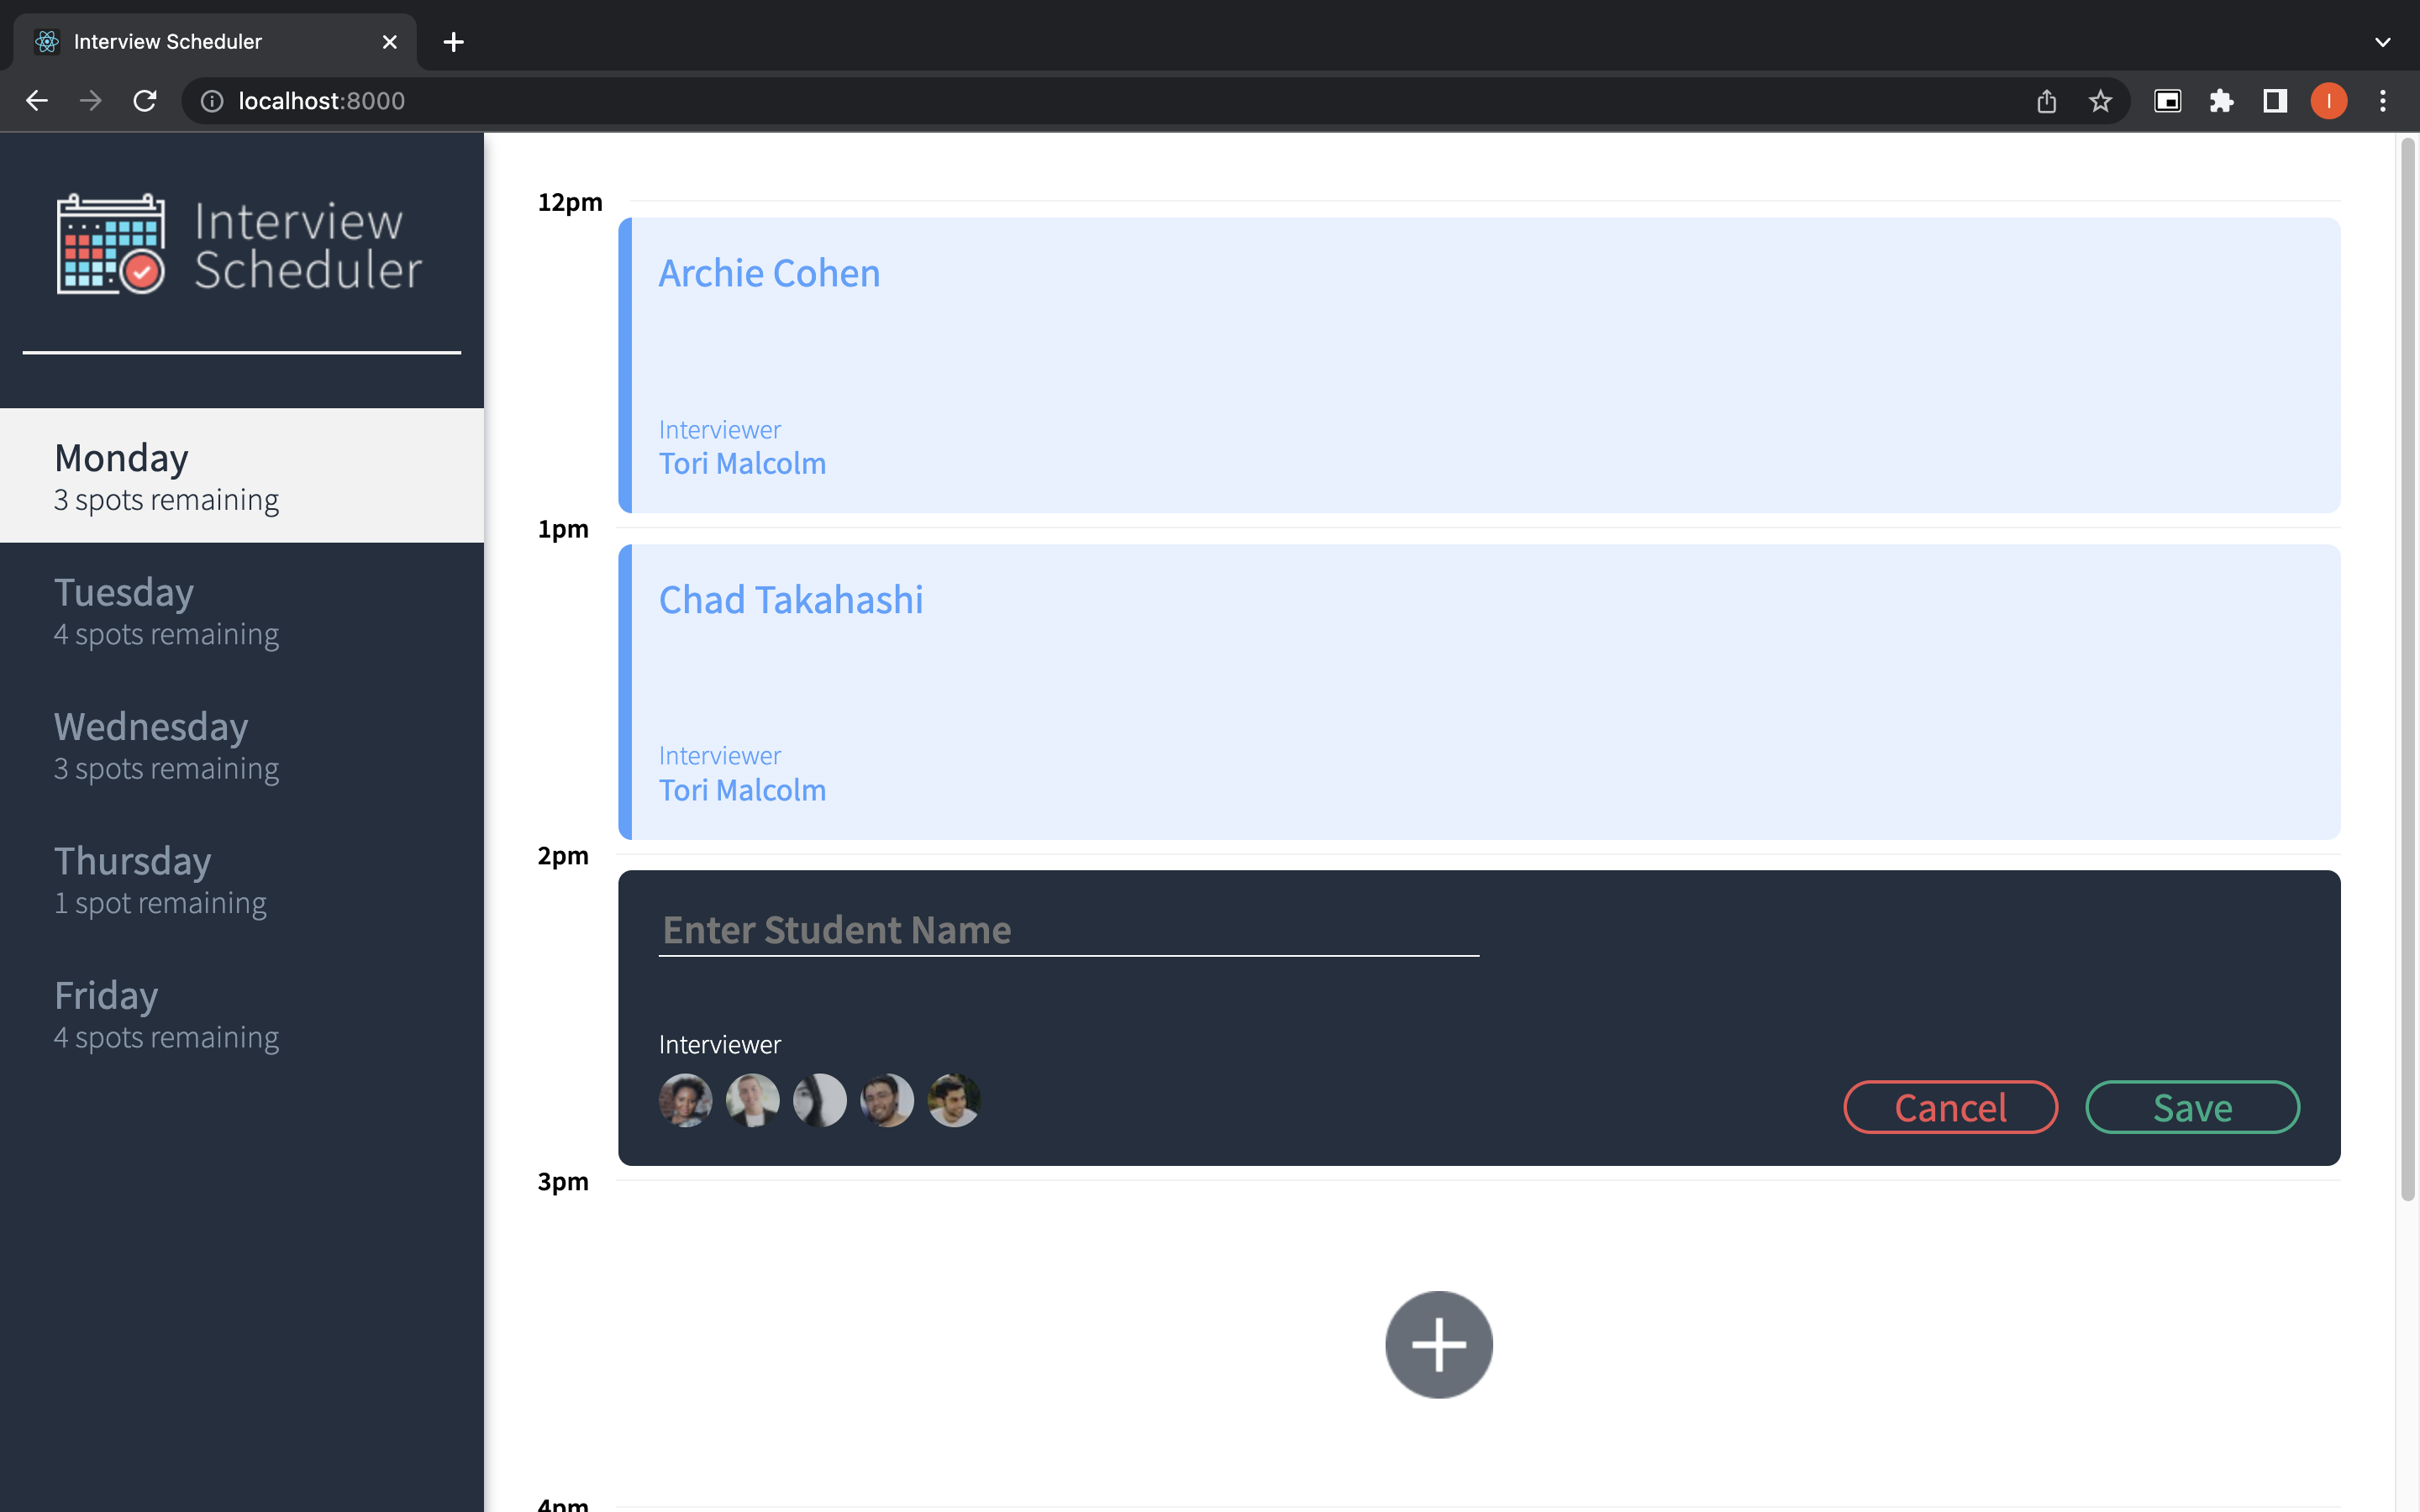 Interview Scheduler
localhost:8000
I
Interview
Scheduler
Monday
3 spots remaining
Tuesday
4 spots remaining
Wednesday
3 spots remaining
Thursday
1 spot remaining
Friday
4 spots remaining
12pm
Archie Cohen
Interviewer
Tori Malcolm
1pm
Chad Takahashi
Interviewer
Tori Malcolm
2pm
Enter Student Name
Interviewer
Cancel Save
3pm
4pm